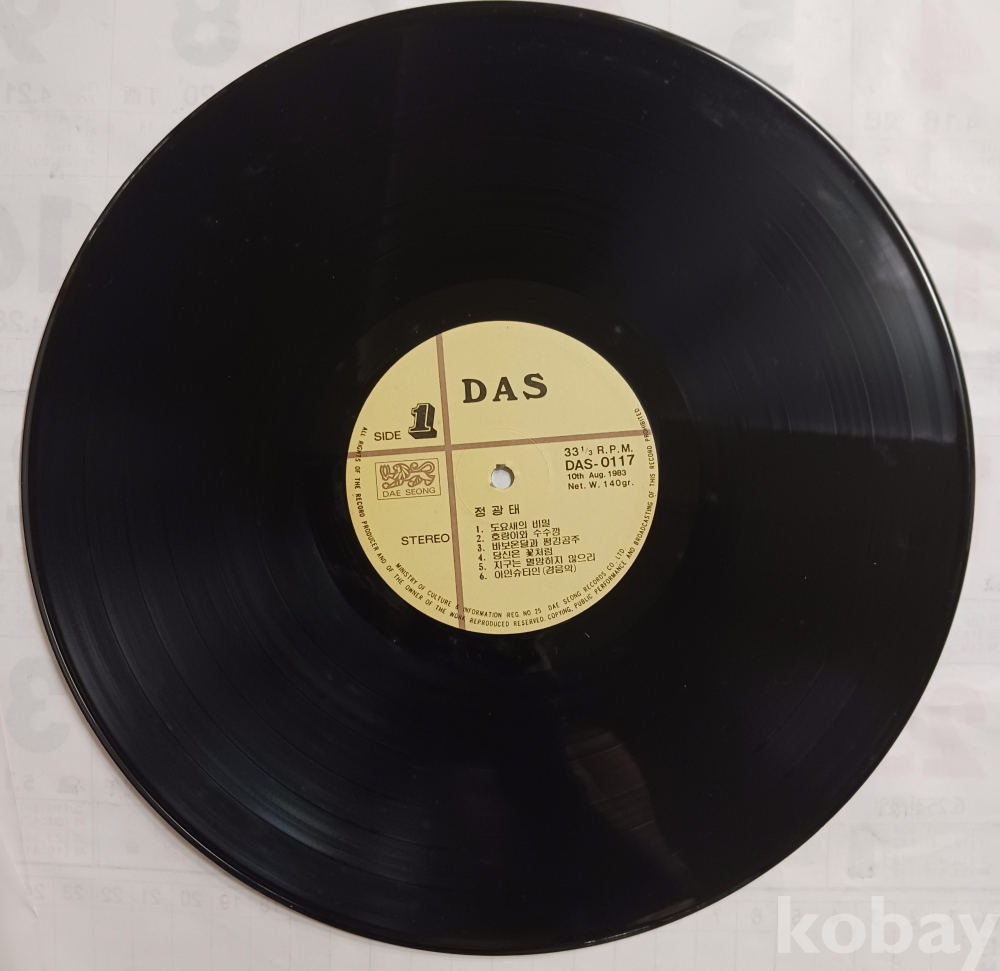 DAS
SIDE 1
33 1/3 R.P.M.
DAS-0117
10th Aug. 1983
Net. W. 140gr.
DAE SEONG
STEREO
정광태
1. 도요새의 비밀
2. 호랑이와 수수깡
3. 바보온달과 평강공주
4. 당신은 꽃처럼
5. 지구는 멸망하지 않으리
6. 아인슈타인(경음악)
MINISTRY OF CULTURE & INFORMATION REG. NO 25 DAE SEONG RECORDS CO. LTD.
ALL RIGHTS OF THE RECORD PRODUCER AND OF THE OWNER OF THE WORK REPRODUCED RESERVED. COPYING, PUBLIC PERFORMANCE AND BROADCASTING OF THIS RECORD PROHIBITED
kobay